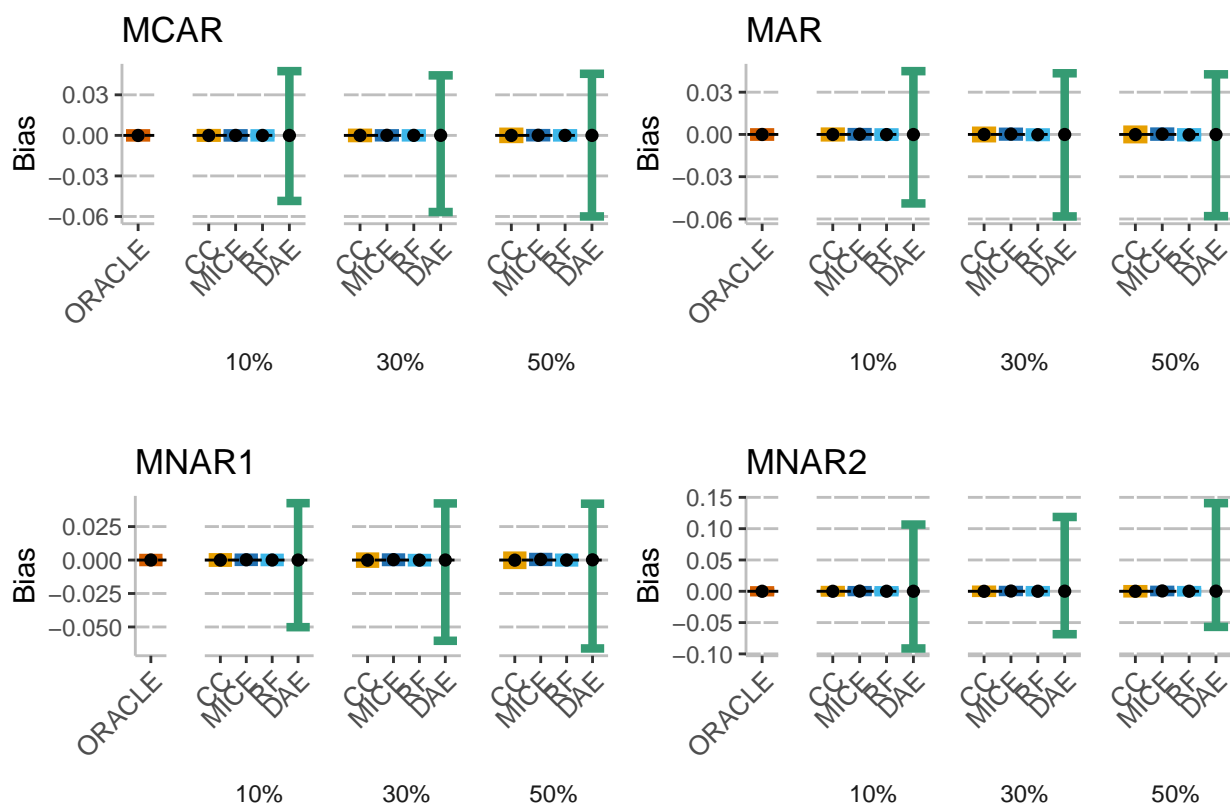 MCAR
Bias
0.03
0.00
−0.03
−0.06
ORACLE
CC
MICE
RF
DAE
CC
MICE
RF
DAE
CC
MICE
RF
DAE
10%
30%
50%
MAR
Bias
0.03
0.00
−0.03
−0.06
ORACLE
CC
MICE
RF
DAE
CC
MICE
RF
DAE
CC
MICE
RF
DAE
10%
30%
50%
MNAR1
Bias
0.025
0.000
−0.025
−0.050
ORACLE
CC
MICE
RF
DAE
CC
MICE
RF
DAE
CC
MICE
RF
DAE
10%
30%
50%
MNAR2
Bias
0.15
0.10
0.05
0.00
−0.05
−0.10
ORACLE
CC
MICE
RF
DAE
CC
MICE
RF
DAE
CC
MICE
RF
DAE
10%
30%
50%